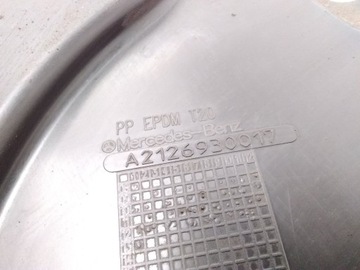 PP EPDM T20
Mercedes-Benz
A2126930017